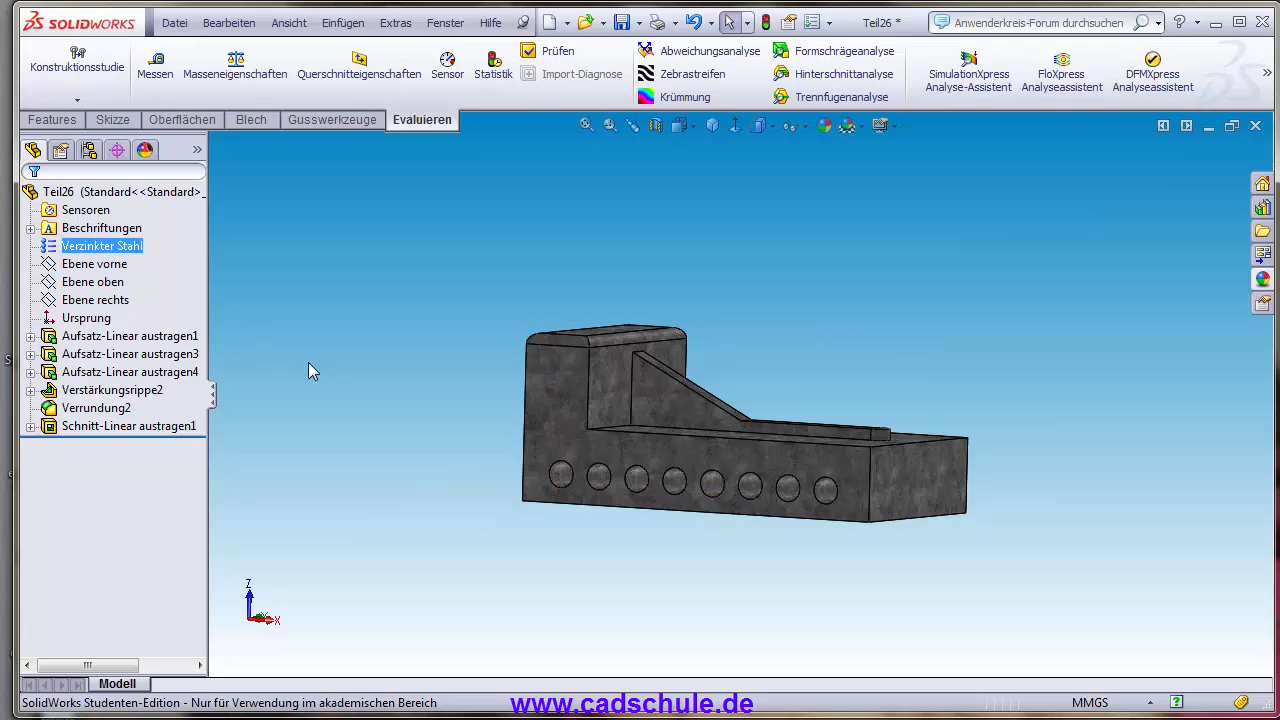 SOLIDWORKS
Datei Bearbeiten Ansicht Einfügen Extras Fenster Hilfe
Teil26 *
Anwenderkreis-Forum durchsuchen
Konstruktionsstudie
Messen
Masseneigenschaften
Querschnitteigenschaften
Sensor
Statistik
Prüfen
Import-Diagnose
Abweichungsanalyse
Zebrastreifen
Krümmung
Formschrägeanalyse
Hinterschnittanalyse
Trennfugenanalyse
SimulationXpress
Analyse-Assistent
FloXpress
Analyseassistent
DFMXpress
Analyseassistent
Features Skizze Oberflächen Blech Gusswerkzeuge Evaluieren
Teil26 (Standard<<Standard>_
Sensoren
Beschriftungen
Verzinkter Stahl
Ebene vorne
Ebene oben
Ebene rechts
Ursprung
Aufsatz-Linear austragen1
Aufsatz-Linear austragen3
Aufsatz-Linear austragen4
Verstärkungsrippe2
Verrundung2
Schnitt-Linear austragen1
Z
X
Modell
SolidWorks Studenten-Edition - Nur für Verwendung im akademischen Bereich
www.cadschule.de
MMGS